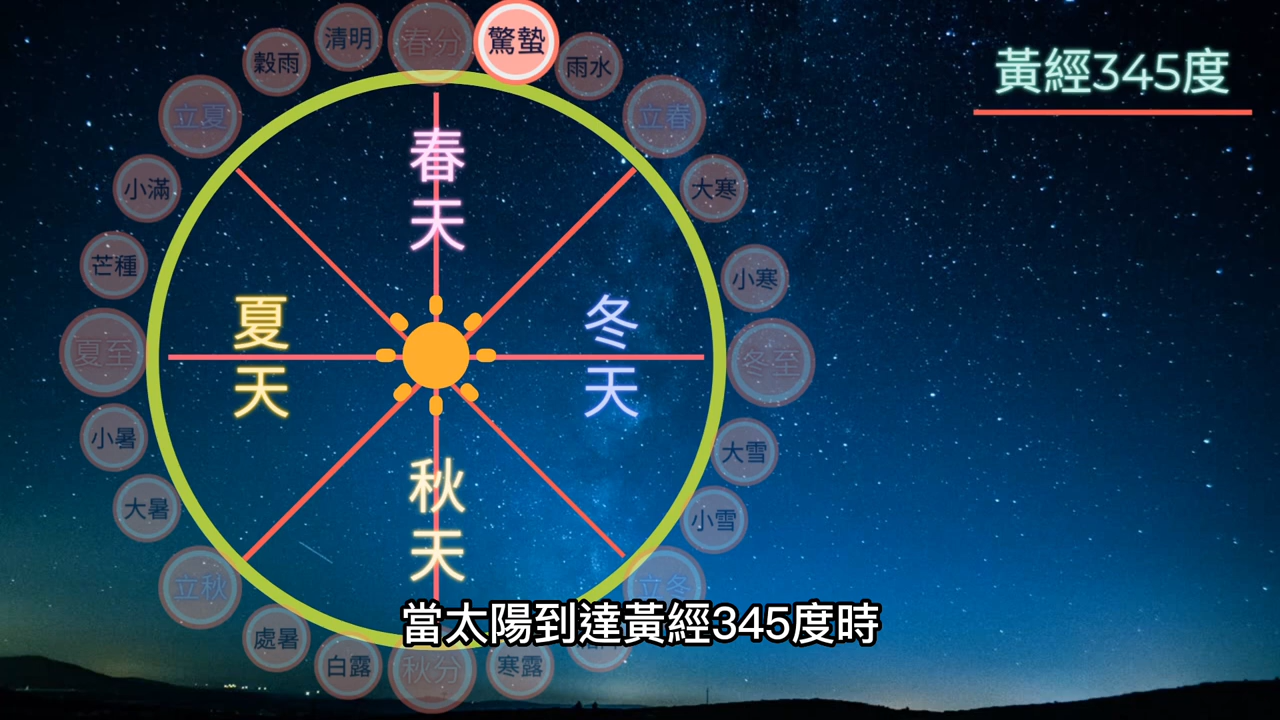 清明
春分
驚蟄
穀雨
雨水
黃經345度
立夏
立春
春天
小滿
大寒
芒種
小寒
夏至
夏天
冬天
冬至
小暑
大雪
大暑
小雪
秋天
立秋
立冬
當太陽到達黃經345度時
處暑
白露
秋分
寒露